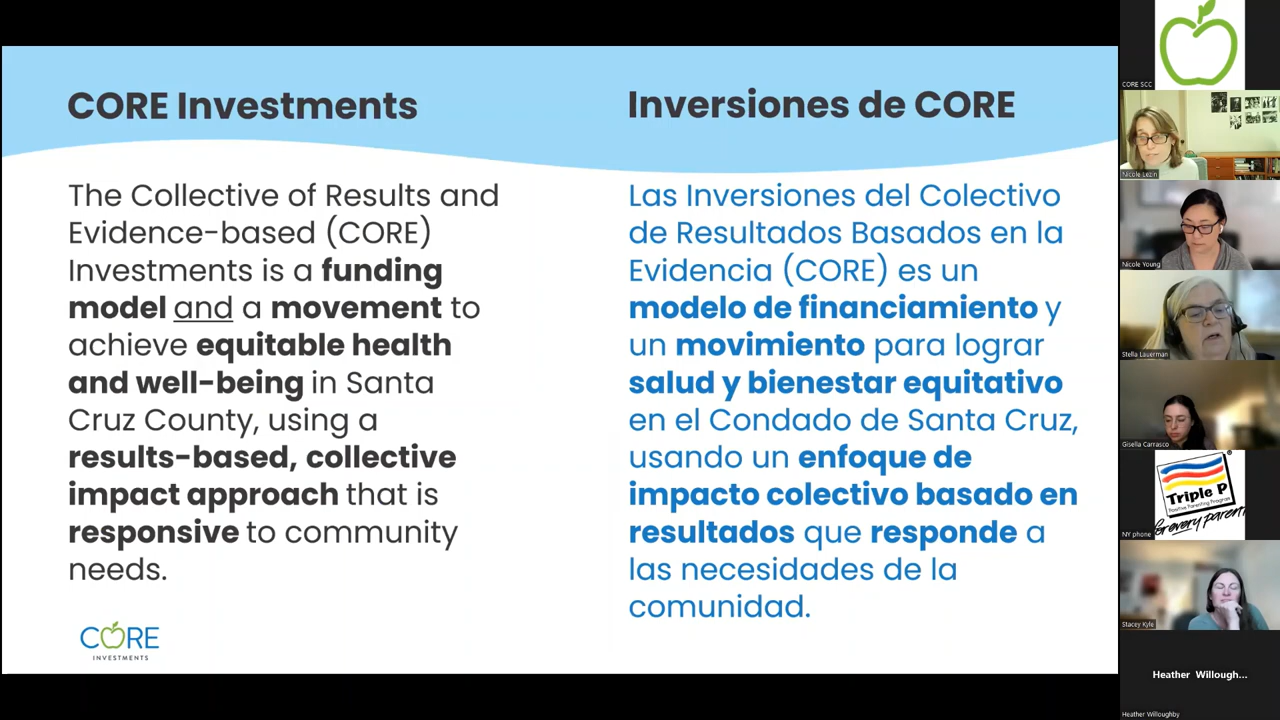 CORE Investments
The Collective of Results and
Evidence-based (CORE)
Investments is a funding
model and a movement to
achieve equitable health
and well-being in Santa
Cruz County, using a
results-based, collective
impact approach that is
responsive to community
needs.
CORE
INVESTMENTS
Inversiones de CORE
Las Inversiones del Colectivo
de Resultados Basados en la
Evidencia (CORE) es un
modelo de financiamiento y
un movimiento para lograr
salud y bienestar equitativo
en el Condado de Santa Cruz,
usando un enfoque de
impacto colectivo basado en
resultados que responde a
las necesidades de la
comunidad.
CORE SCC
Nicole Lezin
Nicole Young
Stella Lauerman
Gisella Carrasco
Triple P
Positive Parenting Program
for every parent
NY phone
Stacey Kyle
Heather Willough...
Heather Willoughby